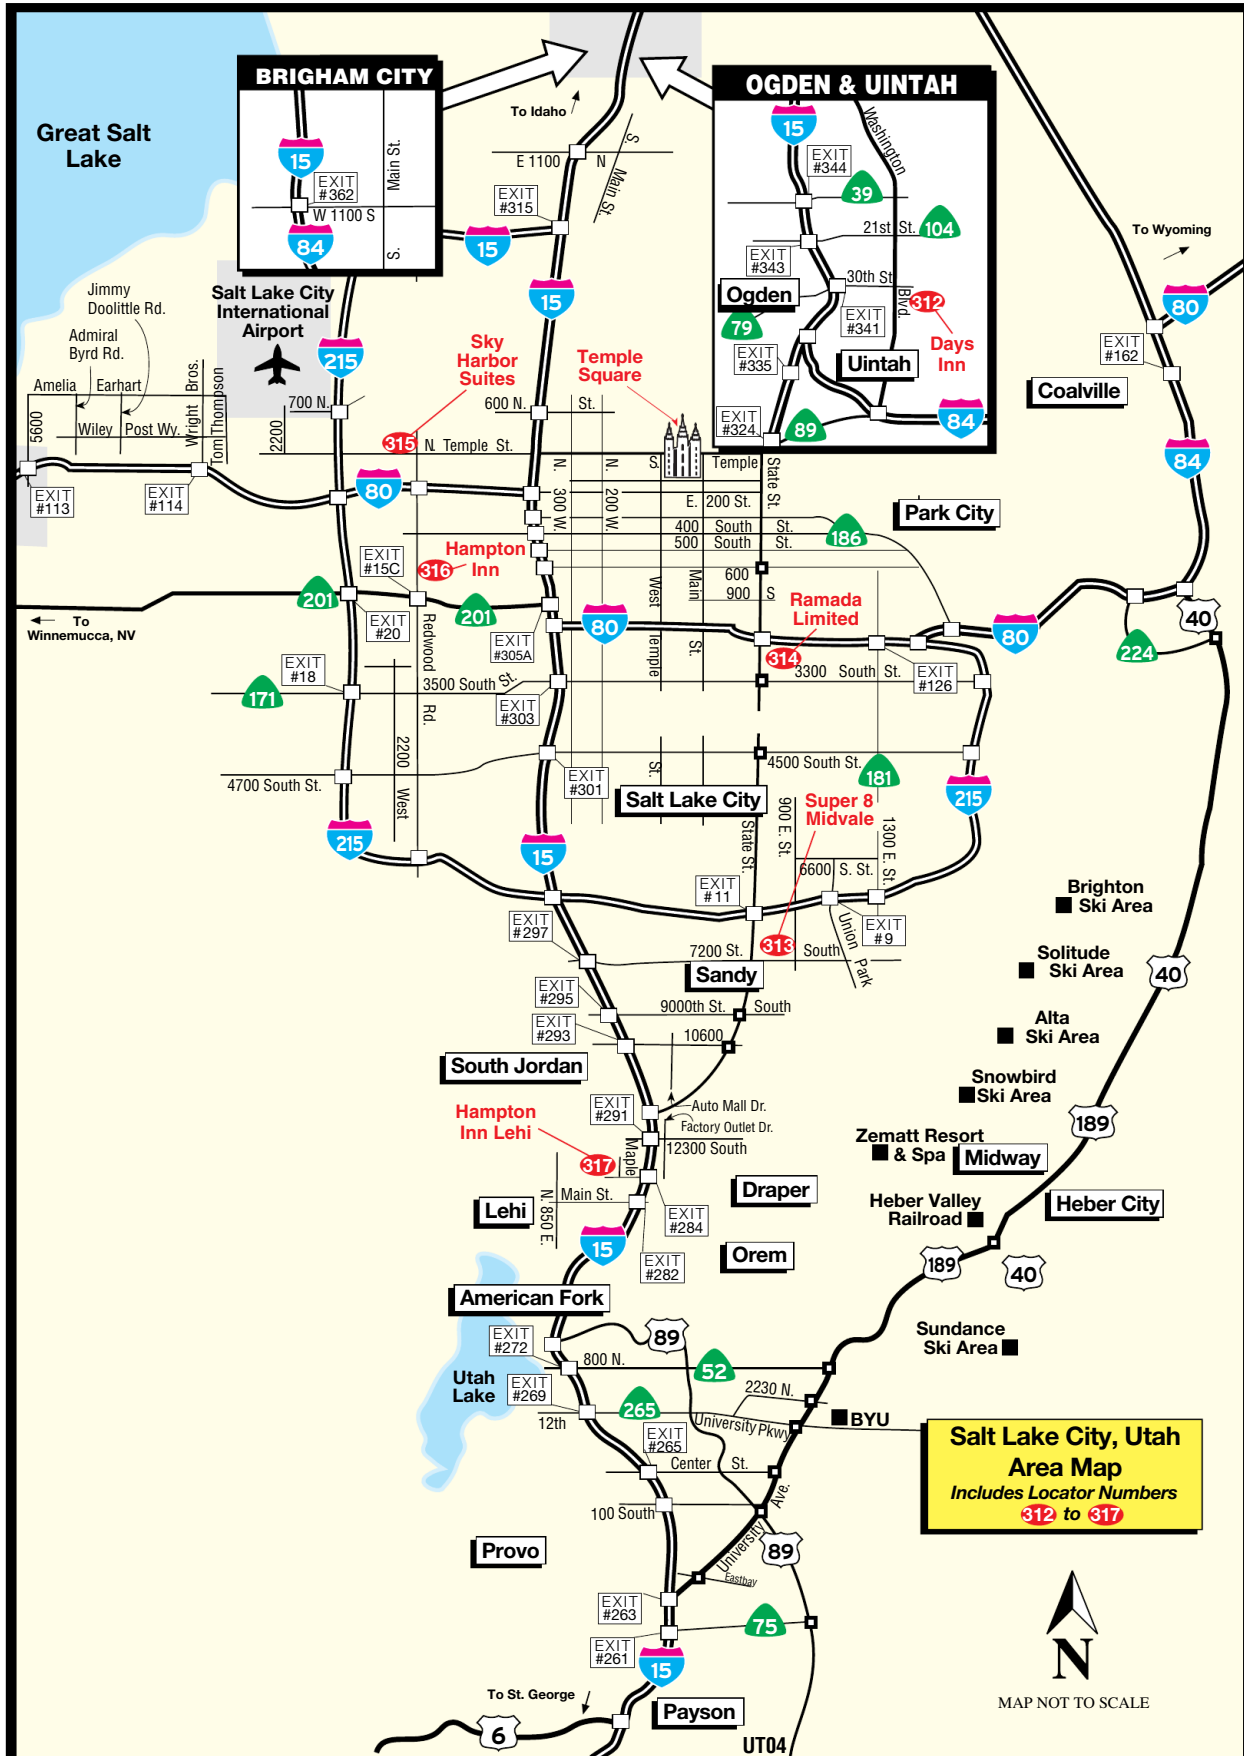 BRIGHAM CITY
15
EXIT
#362
W 1100 S
84
Main St.
S.
OGDEN & UINTAH
15
Washington
Blvd.
EXIT
#344
39
21st St.
104
EXIT
#343
30th St.
Ogden
312
79
EXIT
#341
Days
Inn
EXIT
#335
Uintah
EXIT
#324
89
84
Great Salt
Lake
To Idaho
E 1100 N
S.
Main St.
EXIT
#315
15
15
To Wyoming
80
EXIT
#162
Coalville
84
Salt Lake City
International
Airport
215
Jimmy
Doolittle Rd.
Admiral
Byrd Rd.
Amelia Earhart
Wright Bros.
Tom Thompson
5600
Wiley Post Wy.
700 N.
2200
EXIT
#113
EXIT
#114
80
Sky
Harbor
Suites
315
N. Temple St.
600 N. St.
Temple
Square
S. Temple
State St.
N.
300 W.
N.
200 W.
E. 200 St.
400 South St.
500 South St.
186
Park City
600
900 S
Main
St.
West
Temple
St.
EXIT
#15C
316
Hampton
Inn
201
201
To
Winnemucca, NV
EXIT
#20
Redwood
Rd.
EXIT
#305A
80
Ramada
Limited
314
80
40
224
EXIT
#18
171
3500 South St.
3300 South St.
EXIT
#126
EXIT
#303
2200
West
4700 South St.
4500 South St.
181
EXIT
#301
215
215
Salt Lake City
15
State St.
900 E. St.
Super 8
Midvale
1300 E. St.
6600 S. St.
EXIT
#11
EXIT
#9
Union
Park
EXIT
#297
313
7200 St. South
Sandy
Brighton
Ski Area
Solitude
Ski Area
40
Alta
Ski Area
Snowbird
Ski Area
189
EXIT
#295
9000th St. South
EXIT
#293
10600
South Jordan
EXIT
#291
Auto Mall Dr.
Factory Outlet Dr.
12300 South
Hampton
Inn Lehi
317
Maple
Zematt Resort
& Spa
Midway
Draper
Heber Valley
Railroad
Heber City
Lehi
N. 850 E.
Main St.
EXIT
#284
15
EXIT
#282
Orem
189
40
American Fork
EXIT
#272
89
Sundance
Ski Area
Utah
Lake
800 N.
52
EXIT
#269
12th
265
2230 N.
University Pkwy
BYU
EXIT
#265
Center St.
100 South
University
Ave.
Provo
89
Eastbay
EXIT
#263
75
EXIT
#261
15
To St. George
Payson
6
UT04
Salt Lake City, Utah
Area Map
Includes Locator Numbers
312 to 317
N
MAP NOT TO SCALE